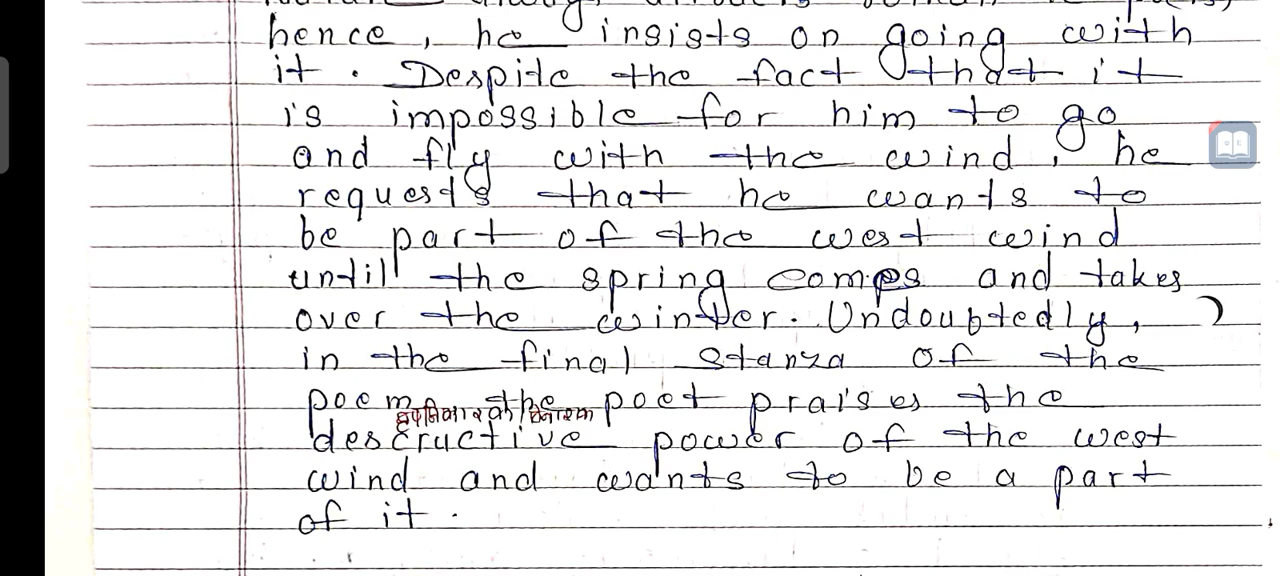 hence, he insists on going with
it. Despite the fact that it
is impossible for him to go
and fly with the wind, he
requests that he wants to
be part of the west wind
until the spring comes and takes
over the winter. Undoubtedly,
in the final stanza of the
poem, the poet praises the
destructive power of the west
wind and wants to be a part
of it.